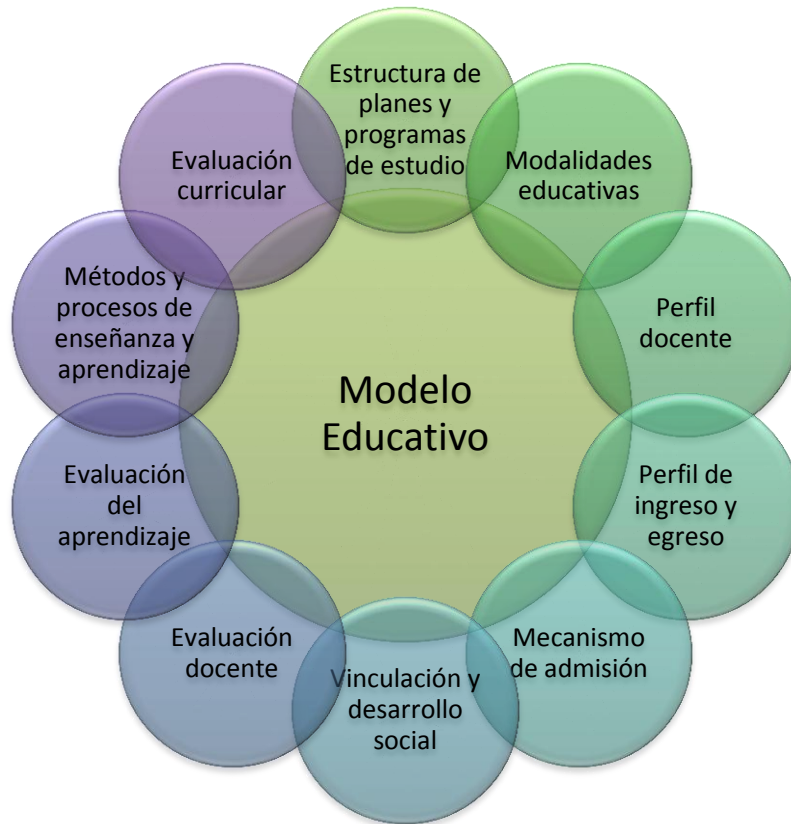 Estructura de
planes y
programas
de estudio
Modalidades
educativas
Perfil
docente
Perfil de
ingreso y
egreso
Mecanismo
de admisión
Vinculación y
desarrollo
social
Evaluación
docente
Evaluación
del
aprendizaje
Métodos y
procesos de
enseñanza y
aprendizaje
Evaluación
curricular
Modelo
Educativo